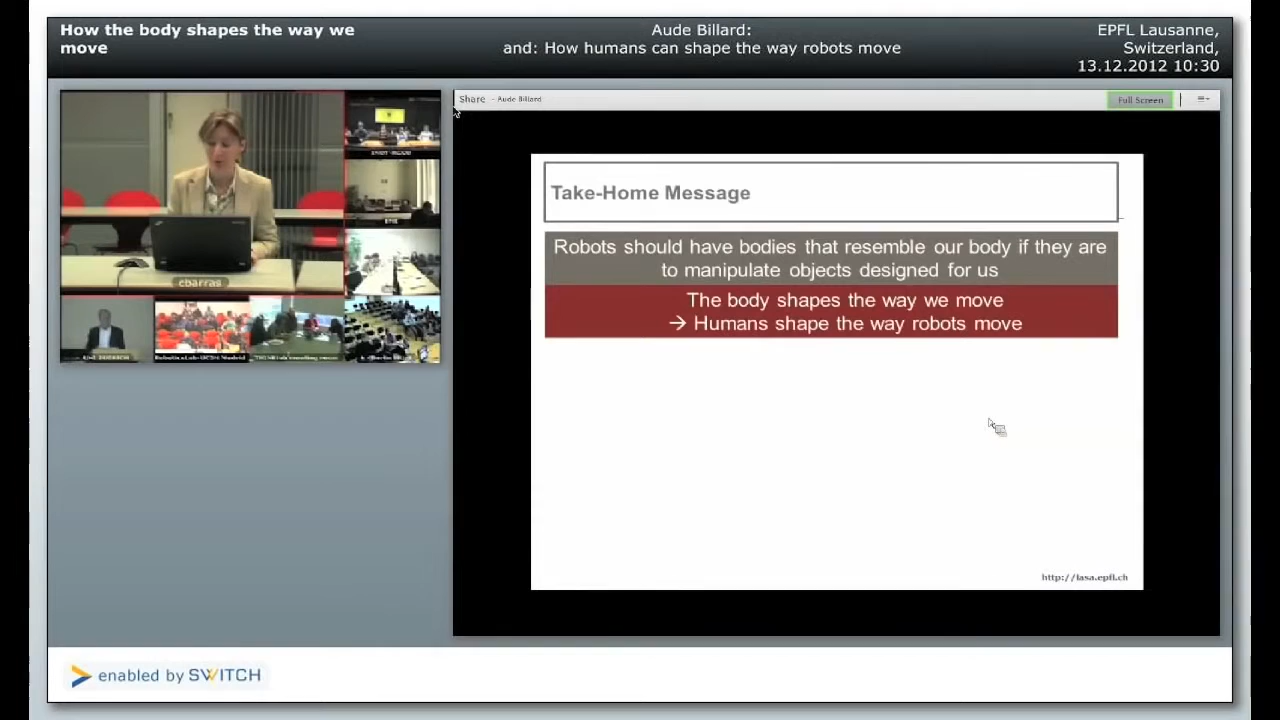 How the body shapes the way we
move
Aude Billard:
and: How humans can shape the way robots move
EPFL Lausanne,
Switzerland,
13.12.2012 10:30
Share - Aude Billard
Full Screen
cbarras
Take-Home Message
Robots should have bodies that resemble our body if they are
to manipulate objects designed for us
The body shapes the way we move
→ Humans shape the way robots move
http://lasa.epfl.ch
enabled by SWITCH